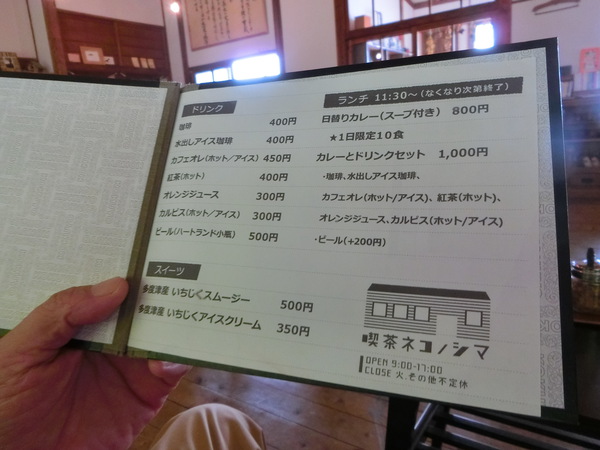 ドリンク
珈琲 400円
水出しアイス珈琲 400円
カフェオレ(ホット/アイス) 450円
紅茶(ホット) 400円
オレンジジュース 300円
カルピス(ホット/アイス) 300円
ビール(ハートランド小瓶) 500円
スイーツ
多度津産 いちじくスムージー 500円
多度津産 いちじくアイスクリーム 350円
ランチ 11:30～(なくなり次第終了)
日替りカレー(スープ付き) 800円
★1日限定10食
カレーとドリンクセット 1,000円
・珈琲、水出しアイス珈琲、
カフェオレ(ホット/アイス)、紅茶(ホット)、
オレンジジュース、カルピス(ホット/アイス)
・ビール(+200円)
喫茶ネコノシマ
OPEN 9:00-17:00
CLOSE 火、その他不定休